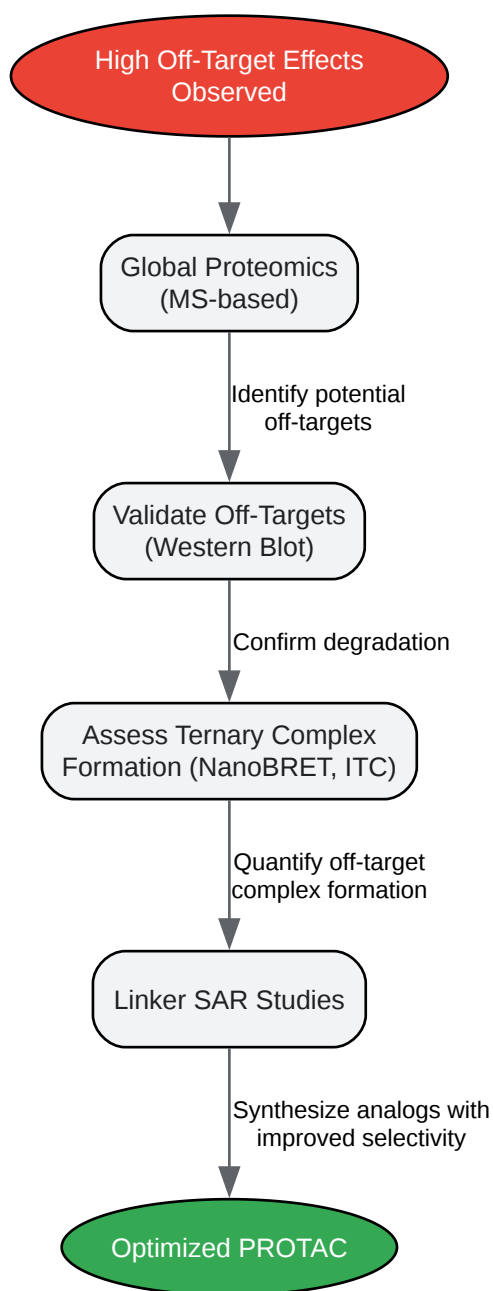 High Off-Target Effects
Observed
Global Proteomics
(MS-based)
Identify potential
off-targets
Validate Off-Targets
(Western Blot)
Confirm degradation
Assess Ternary Complex
Formation (NanoBRET, ITC)
Quantify off-target
complex formation
Linker SAR Studies
Synthesize analogs with
improved selectivity
Optimized PROTAC